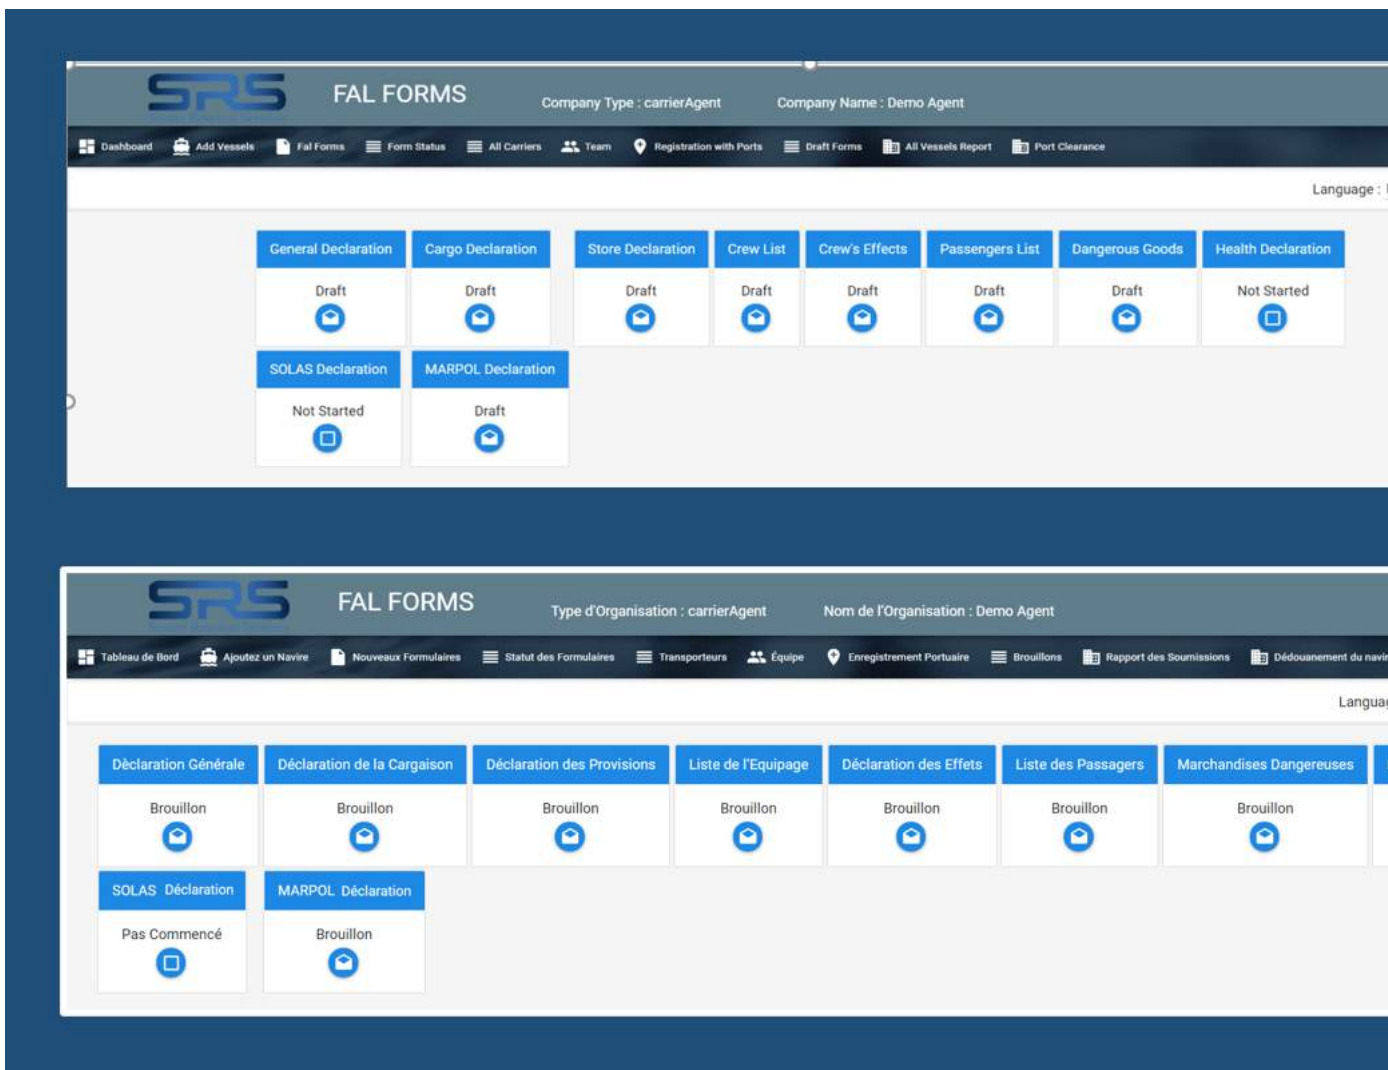 SRS FAL FORMS Company Type : carrierAgent Company Name : Demo Agent
Dashboard Add Vessels Fal Forms Form Status All Carriers Team Registration with Ports Draft Forms All Vessels Report Port Clearance
Language :
General Declaration Cargo Declaration Store Declaration Crew List Crew's Effects Passengers List Dangerous Goods Health Declaration
Draft Draft Draft Draft Draft Draft Draft Not Started
SOLAS Declaration MARPOL Declaration
Not Started Draft
SRS FAL FORMS Type d'Organisation : carrierAgent Nom de l'Organisation : Demo Agent
Tableau de Bord Ajoutez un Navire Nouveaux Formulaires Statut des Formulaires Transporteurs Équipe Enregistrement Portuaire Brouillons Rapport des Soumissions Dédouanement du navir
Languag
Dèclaration Générale Déclaration de la Cargaison Déclaration des Provisions Liste de l'Equipage Déclaration des Effets Liste des Passagers Marchandises Dangereuses
Brouillon Brouillon Brouillon Brouillon Brouillon Brouillon Brouillon
SOLAS Déclaration MARPOL Déclaration
Pas Commencé Brouillon